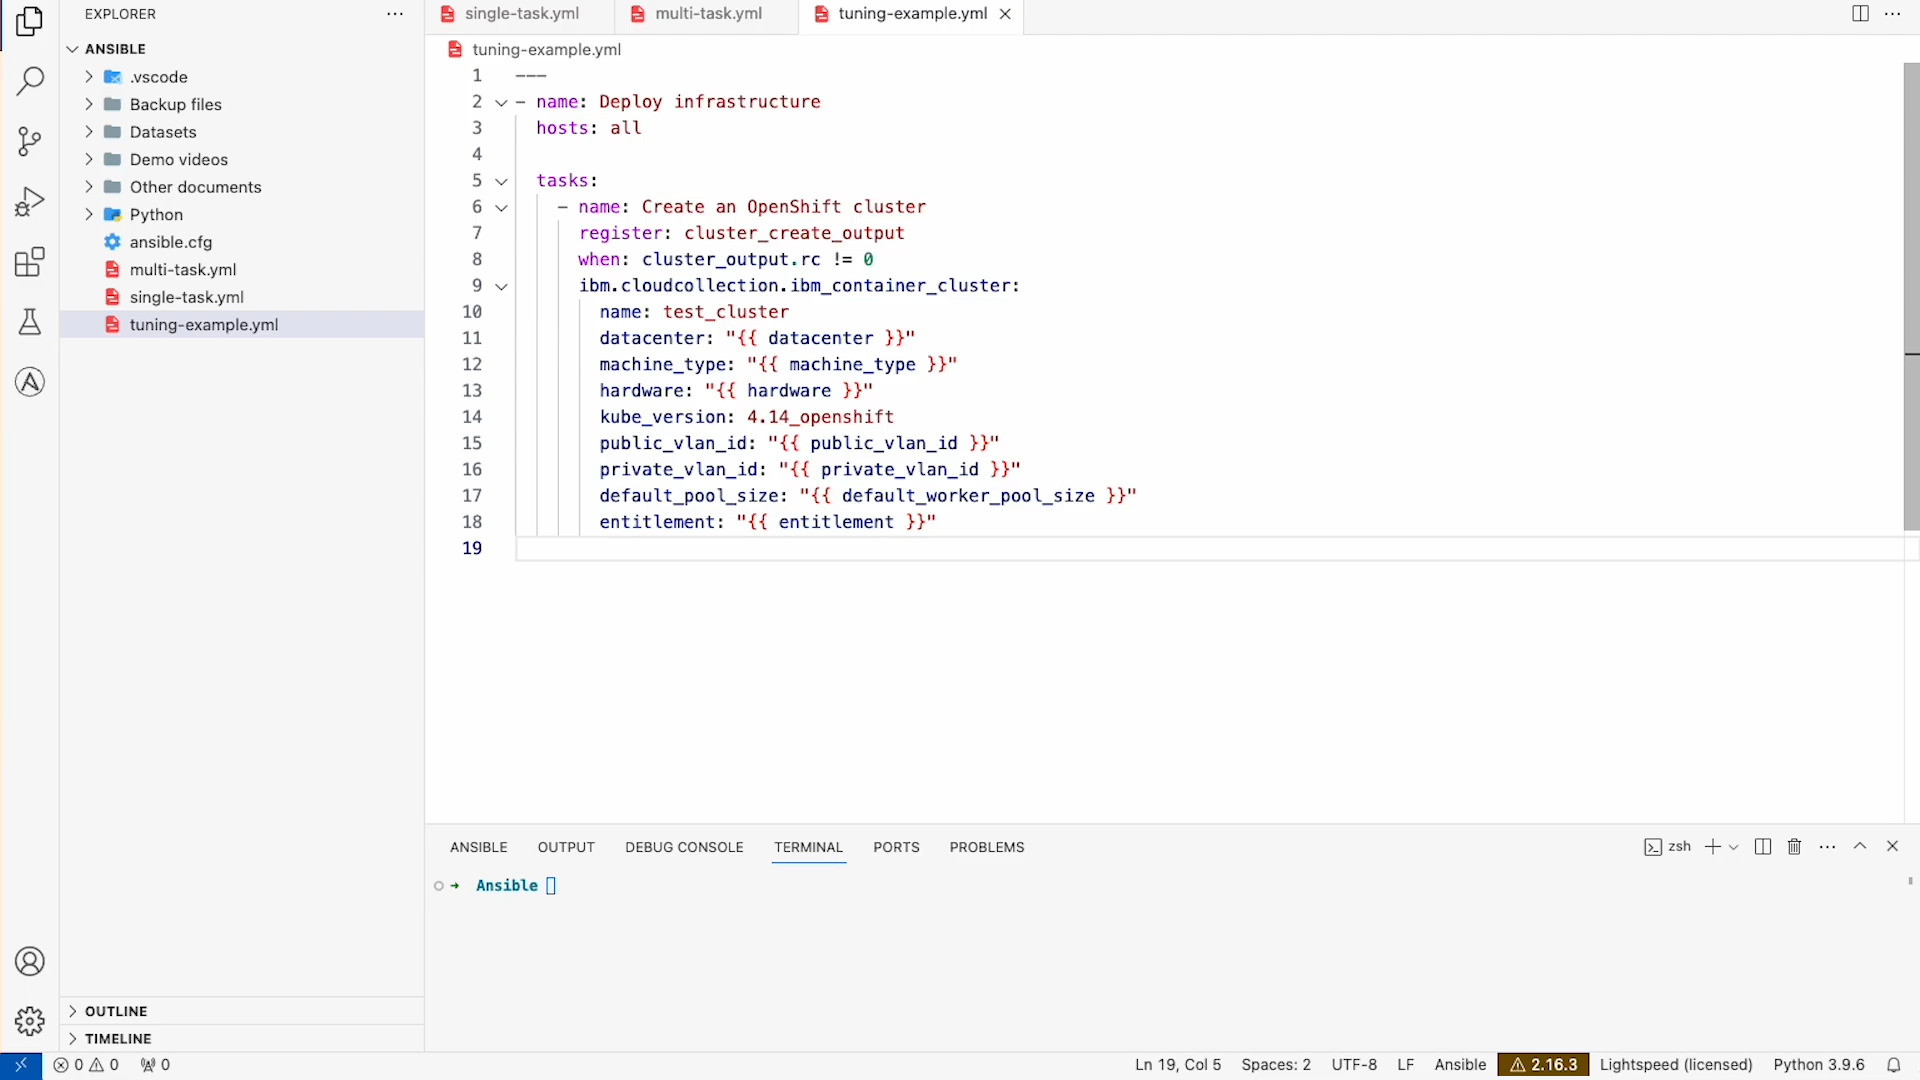 EXPLORER
ANSIBLE
.vscode
Backup files
Datasets
Demo videos
Other documents
Python
ansible.cfg
multi-task.yml
single-task.yml
tuning-example.yml
OUTLINE
TIMELINE
single-task.yml
multi-task.yml
tuning-example.yml
tuning-example.yml
1 ---
2 - name: Deploy infrastructure
3 hosts: all
4
5 tasks:
6 - name: Create an OpenShift cluster
7 register: cluster_create_output
8 when: cluster_output.rc != 0
9 ibm.cloudcollection.ibm_container_cluster:
10 name: test_cluster
11 datacenter: "{{ datacenter }}"
12 machine_type: "{{ machine_type }}"
13 hardware: "{{ hardware }}"
14 kube_version: 4.14_openshift
15 public_vlan_id: "{{ public_vlan_id }}"
16 private_vlan_id: "{{ private_vlan_id }}"
17 default_pool_size: "{{ default_worker_pool_size }}"
18 entitlement: "{{ entitlement }}"
19
ANSIBLE OUTPUT DEBUG CONSOLE TERMINAL PORTS PROBLEMS
zsh
Ansible
0 0 0
Ln 19, Col 5 Spaces: 2 UTF-8 LF Ansible 2.16.3 Lightspeed (licensed) Python 3.9.6